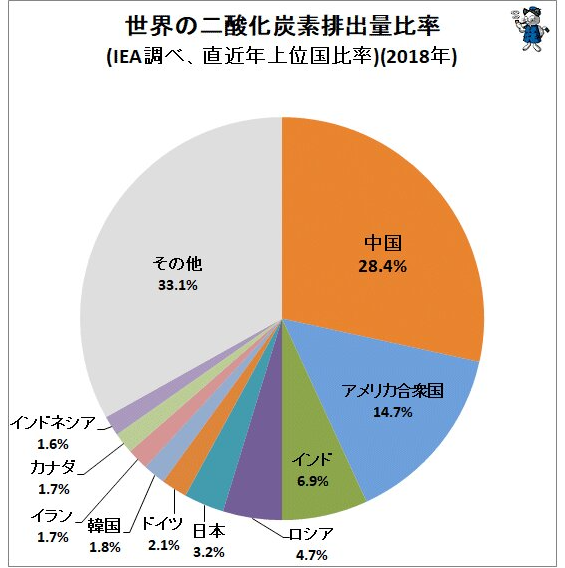 世界の二酸化炭素排出量比率
(IEA調べ、直近年上位国比率)(2018年)
中国
28.4%
アメリカ合衆国
14.7%
インド
6.9%
ロシア
4.7%
日本
3.2%
ドイツ
2.1%
韓国
1.8%
イラン
1.7%
カナダ
1.7%
インドネシア
1.6%
その他
33.1%